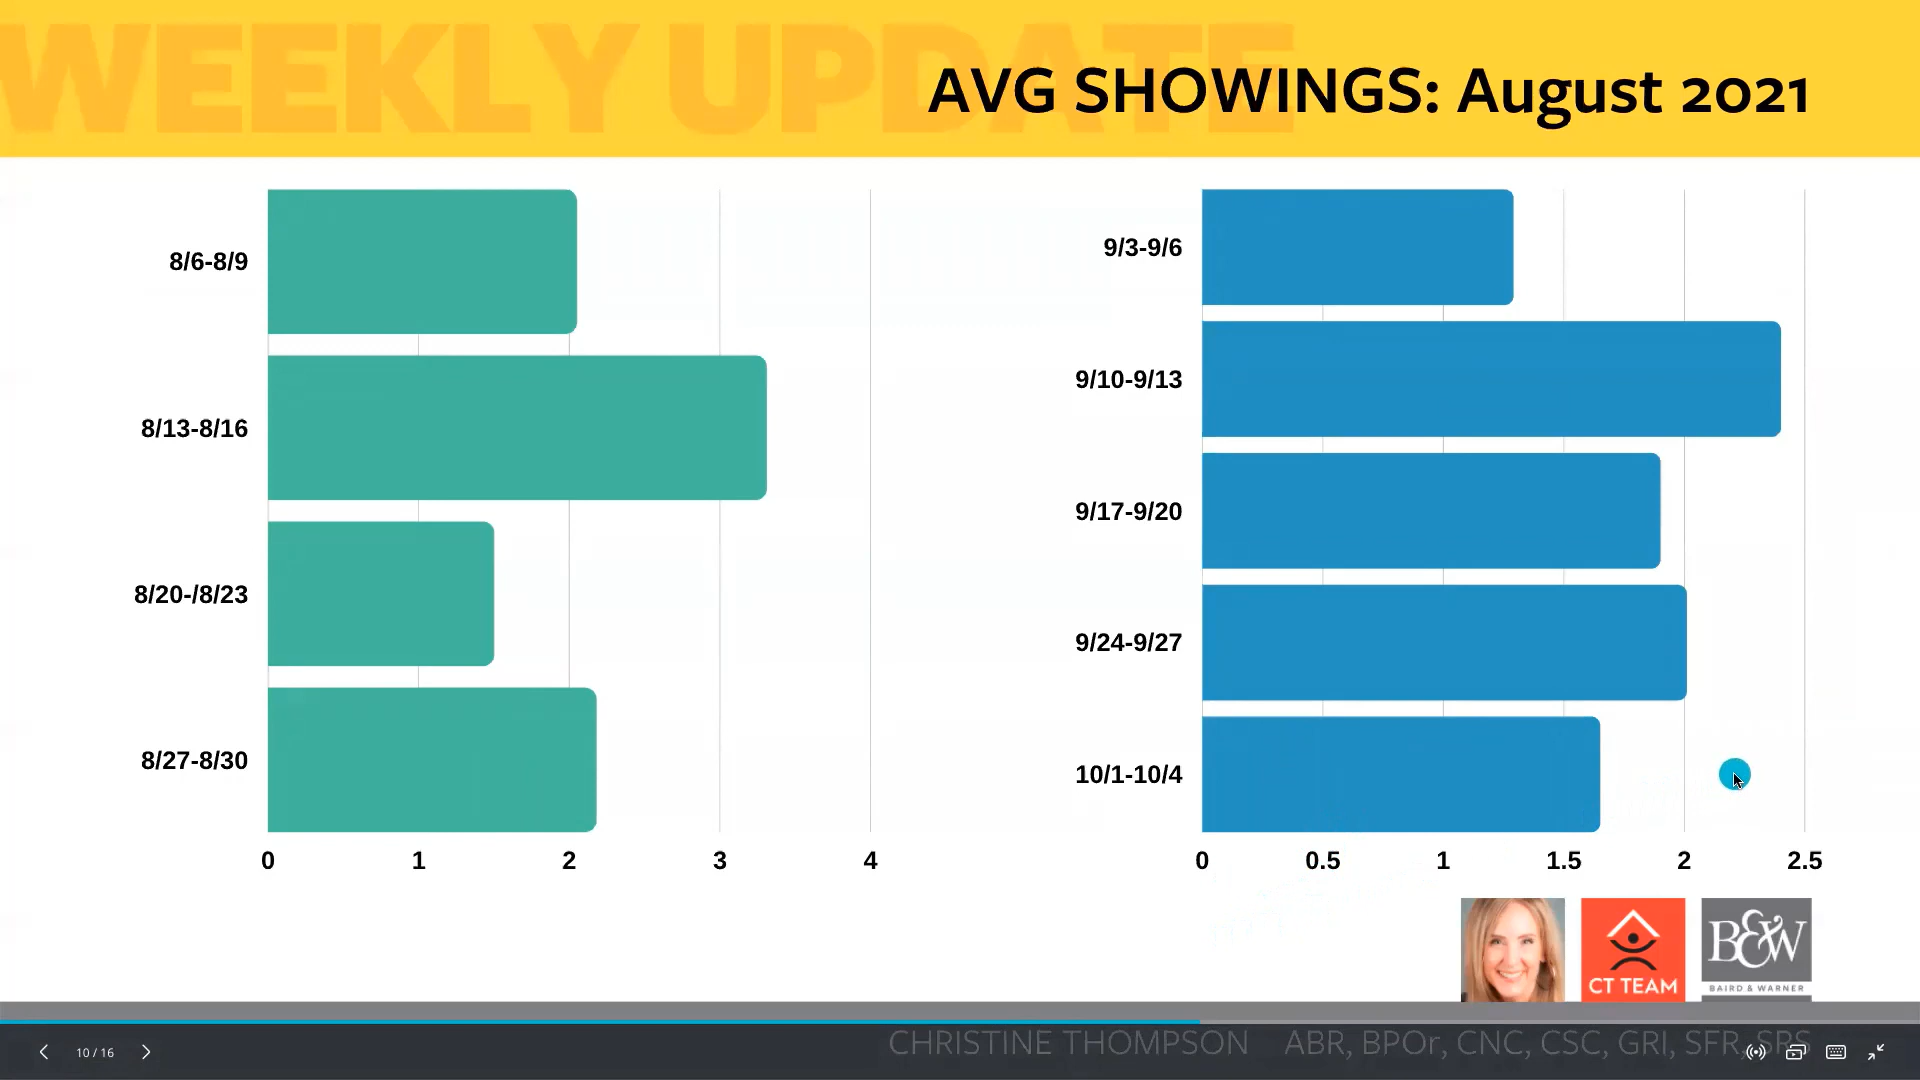 WEEKLY UPDATE
AVG SHOWINGS: August 2021
8/6-8/9
8/13-8/16
8/20-/8/23
8/27-8/30
0 1 2 3 4
9/3-9/6
9/10-9/13
9/17-9/20
9/24-9/27
10/1-10/4
0 0.5 1 1.5 2 2.5
CT TEAM
B&W
BAIRD & WARNER
CHRISTINE THOMPSON ABR, BPOr, CNC, CSC, GRI, SFR, SRS
10 / 16